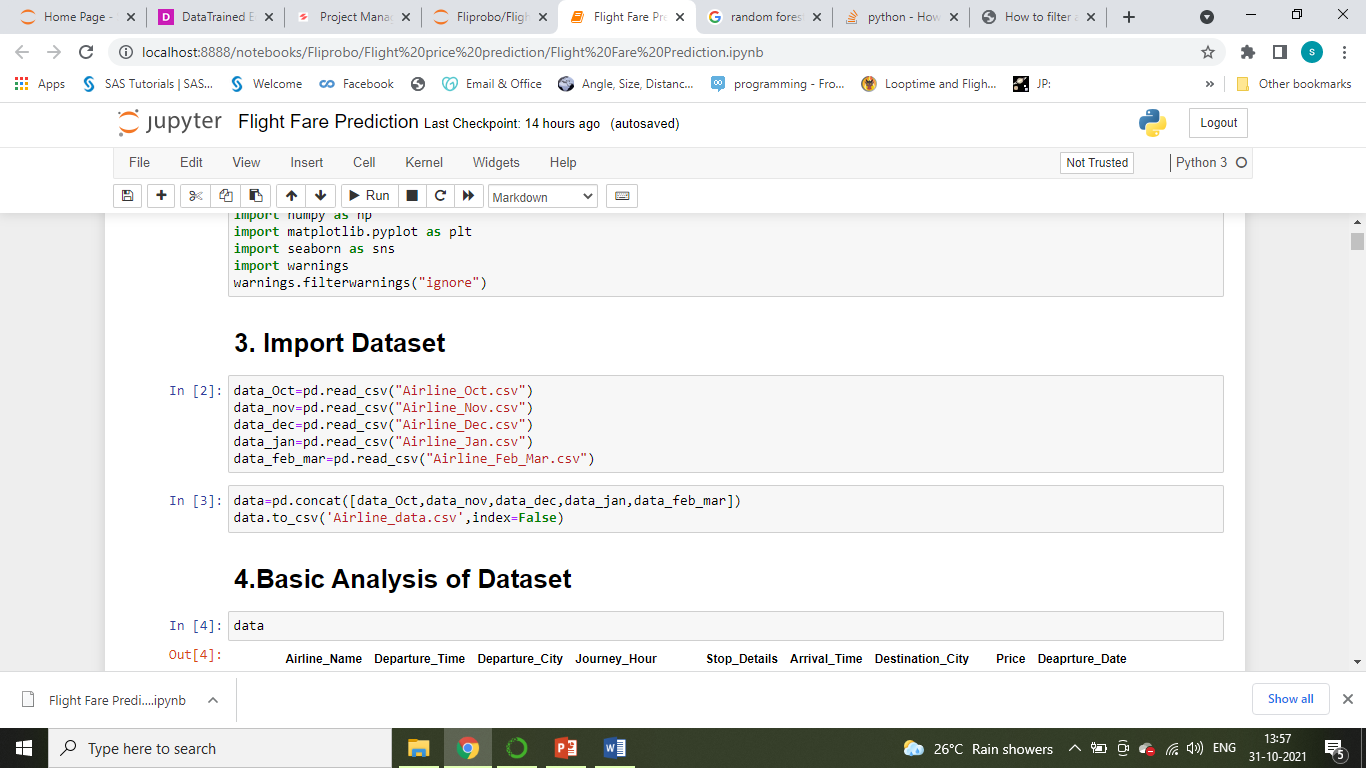 Home Page -
DataTrained E
Project Manag
Fliprobo/Fligh
Flight Fare Pre
random fores
python - How
How to filter a
localhost:8888/notebooks/Fliprobo/Flight%20price%20prediction/Flight%20Fare%20Prediction.ipynb
s
Apps
SAS Tutorials | SAS...
Welcome
Facebook
Email & Office
Angle, Size, Distanc...
programming - Fro...
Looptime and Fligh...
JP:
»
Other bookmarks
jupyter Flight Fare Prediction Last Checkpoint: 14 hours ago (autosaved)
Logout
File Edit View Insert Cell Kernel Widgets Help
Not Trusted
Python 3
Run
Markdown
import numpy as np
import matplotlib.pyplot as plt
import seaborn as sns
import warnings
warnings.filterwarnings("ignore")
3. Import Dataset
In [2]: data_Oct=pd.read_csv("Airline_Oct.csv")
data_nov=pd.read_csv("Airline_Nov.csv")
data_dec=pd.read_csv("Airline_Dec.csv")
data_jan=pd.read_csv("Airline_Jan.csv")
data_feb_mar=pd.read_csv("Airline_Feb_Mar.csv")
In [3]: data=pd.concat([data_Oct,data_nov,data_dec,data_jan,data_feb_mar])
data.to_csv('Airline_data.csv',index=False)
4.Basic Analysis of Dataset
In [4]: data
Out[4]:
Airline_Name Departure_Time Departure_City Journey_Hour Stop_Details Arrival_Time Destination_City Price Deaprture_Date
Flight Fare Predi....ipynb
Show all
Type here to search
26°C Rain showers
ENG
13:57
31-10-2021
5